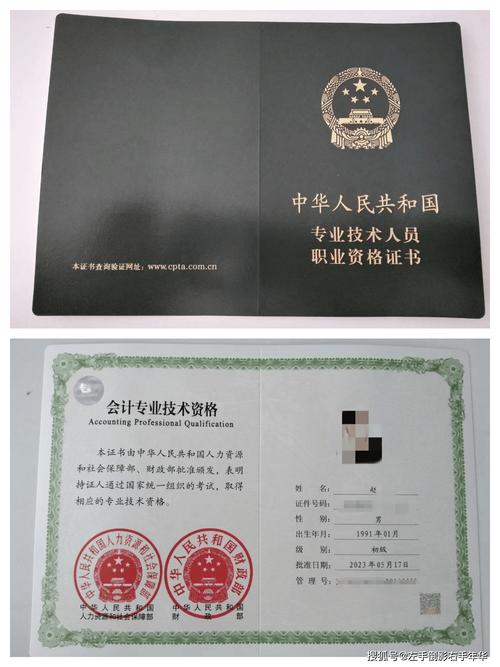 中华人民共和国
专业技术人员
职业资格证书
本证书查询验证网址：www.cpta.com.cn
会计专业技术资格
Accounting Professional Qualification
本证书由中华人民共和国人力资源
和社会保障部、财政部批准颁发，表明
持证人通过国家统一组织的考试，取得
相应的专业技术资格。
中华人民共和国人力资源和社会保障部
中华人民共和国财政部
中华人民共和国
人力资源和社会保障部
中华人民共和国
财政部
姓名：赵
证件号码：
性别：男
出生年月：1991年01月
级别：初级
批准日期：2023年05月17日
管理号：
搜狐号@左手倒影右手年华